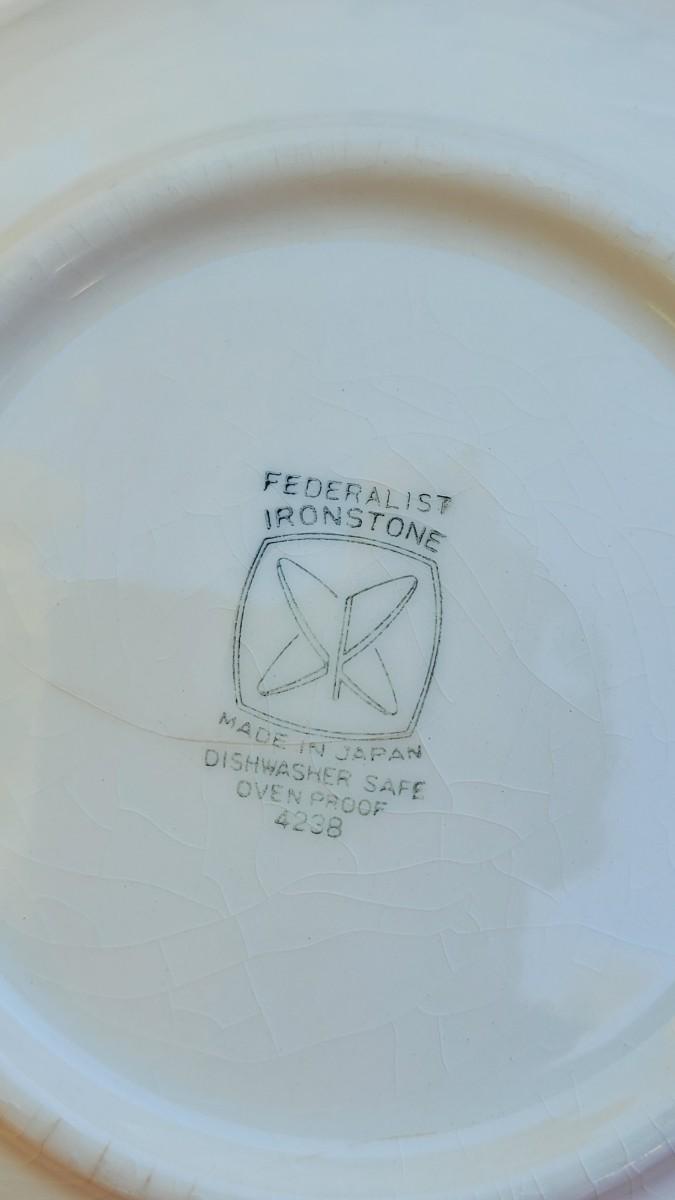 FEDERALIST
IRONSTONE
MADE IN JAPAN
DISHWASHER SAFE
OVEN PROOF
4238